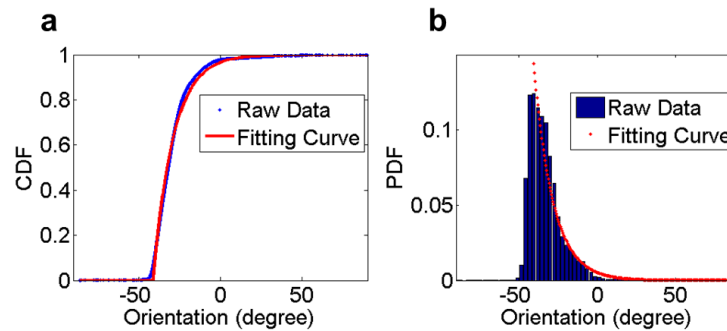 a
1
0.8
0.6
0.4
0.2
0
CDF
Raw Data
Fitting Curve
-50 0 50
Orientation (degree)
b
0.1
0.05
0
PDF
Raw Data
Fitting Curve
-50 0 50
Orientation (degree)